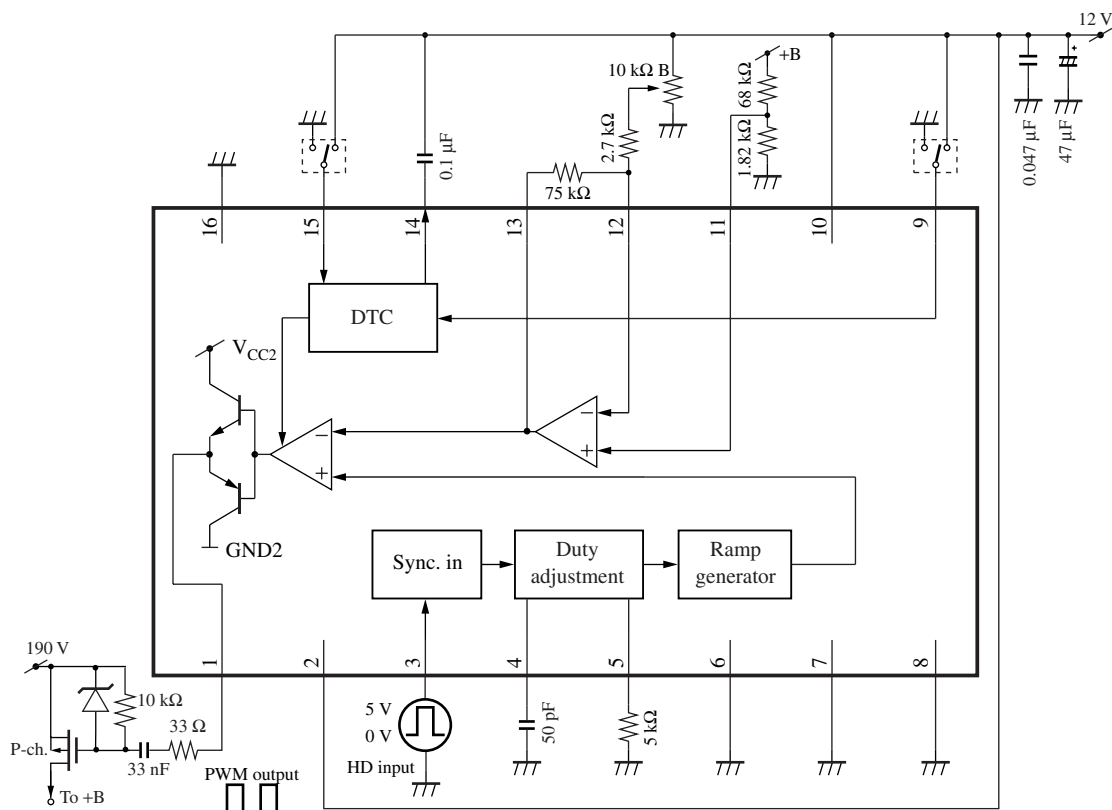 12 V
+B
10 kΩ B
68 kΩ
2.7 kΩ
1.82 kΩ
0.047 μF
47 μF
+
0.1 μF
75 kΩ
16
15
14
13
12
11
10
9
DTC
VCC2
−
+
−
+
GND2
Sync. in
Duty
adjustment
Ramp
generator
190 V
1
2
3
4
5
6
7
8
10 kΩ
33 Ω
P-ch.
33 nF
5 V
0 V
50 pF
5 kΩ
PWM output
HD input
To +B